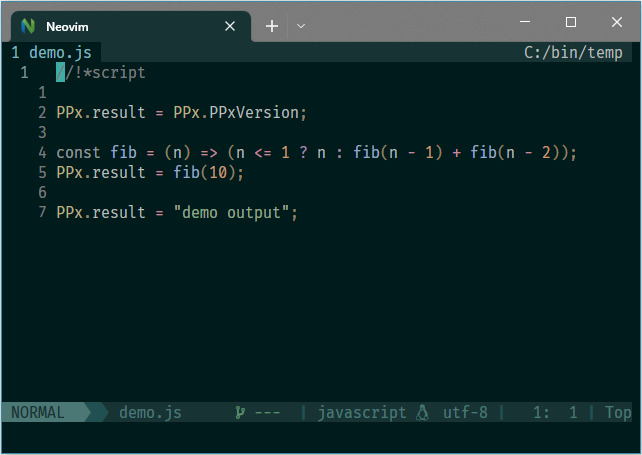 Neovim
1 demo.js C:/bin/temp
1 //!*script
1
2 PPx.result = PPx.PPxVersion;
3
4 const fib = (n) => (n <= 1 ? n : fib(n - 1) + fib(n - 2));
5 PPx.result = fib(10);
6
7 PPx.result = "demo output";
NORMAL demo.js --- | javascript utf-8 | 1: 1 | Top